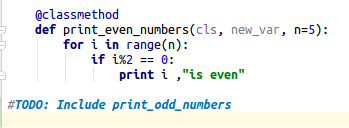 @classmethod
def print_even_numbers(cls, new_var, n=5):
for i in range(n):
if i%2 == 0:
print i ,"is even"
#TODO: Include print_odd_numbers